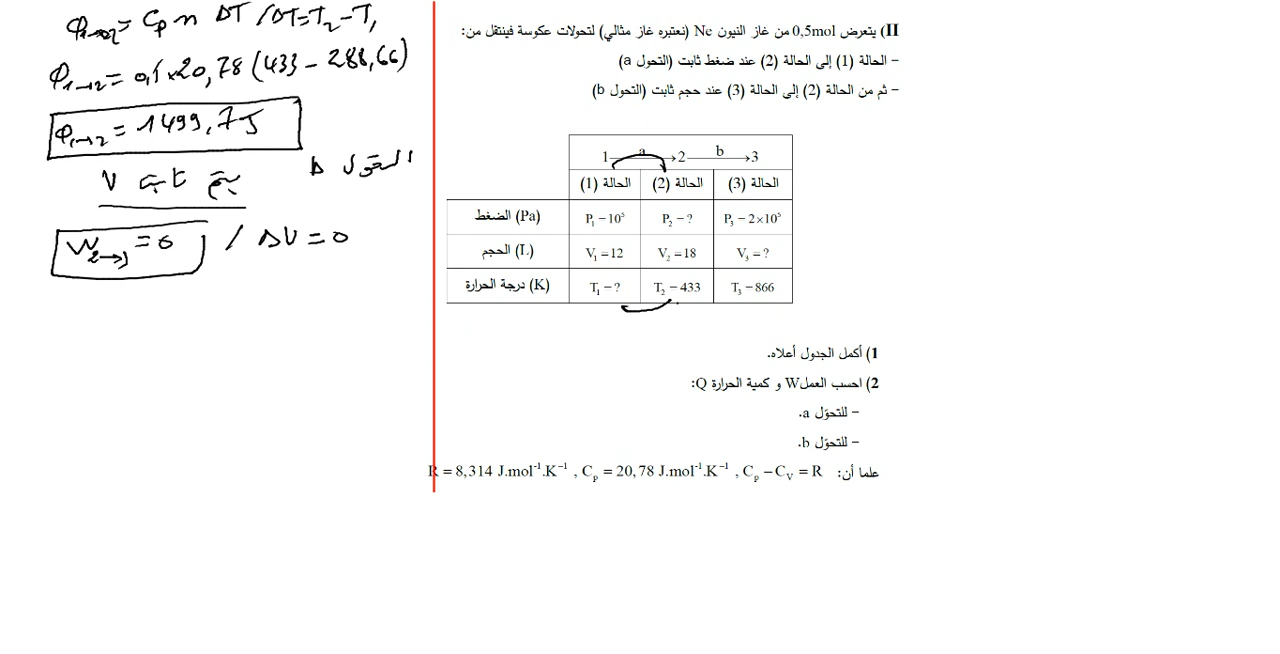 II) يتعرض 0,5mol من غاز النيون Ne (نعتبره غاز مثالي) لتحولات عكوسة فينتقل من:
- الحالة (1) إلى الحالة (2) عند ضغط ثابت (التحول a)
- ثم من الحالة (2) إلى الحالة (3) عند حجم ثابت (التحول b)
1 a →2 b →3
الحالة (1) الحالة (2) الحالة (3)
الضغط (Pa) P₁ = 10⁵ P₂ = ? P₃ = 2×10⁵
الحجم (L) V₁ = 12 V₂ = 18 V₃ = ?
درجة الحرارة (K) T₁ = ? T₂ = 433 T₃ = 866
1) أكمل الجدول أعلاه.
2) احسب العمل W و كمية الحرارة Q:
- للتحوّل a.
- للتحوّل b.
علما أن: R = 8,314 J.mol⁻¹.K⁻¹ , Cₚ = 20,78 J.mol⁻¹.K⁻¹ , Cₚ − Cᵥ = R
φ₁→₂ = Cₚ n ΔT / ΔT = T₂ − T₁
φ₁→₂ = 0,5 × 20,78 (433 − 288,66)
φ₁→₂ = 1499,7 J
التحول b
بحجم ثابت V
W₂→₃ = 0 / ΔV = 0